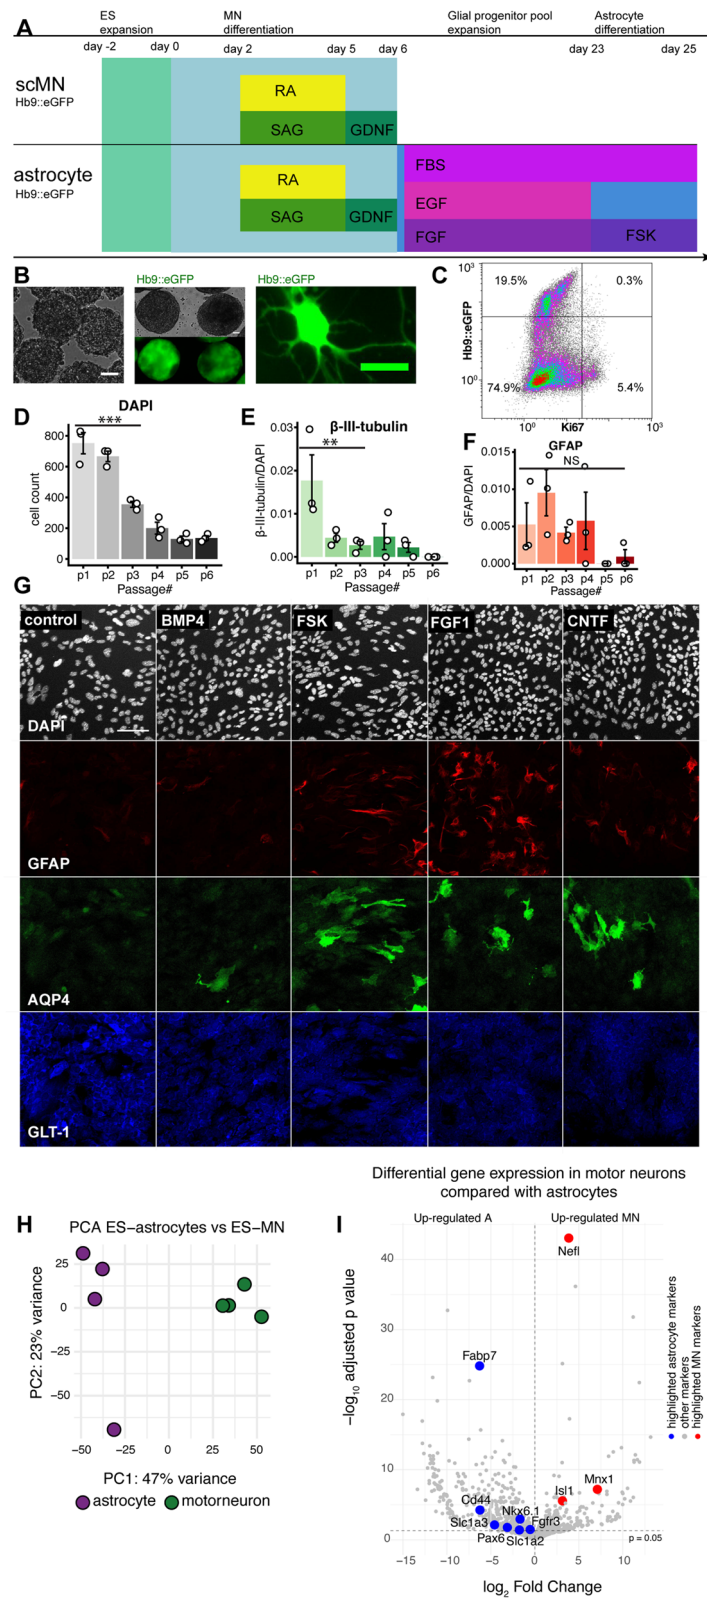 A
ES
expansion
MN
differentiation
Glial progenitor pool
expansion
Astrocyte
differentiation
day -2
day 0
day 2
day 5
day 6
day 23
day 25
scMN
Hb9::eGFP
RA
SAG
GDNF
astrocyte
Hb9::eGFP
RA
SAG
GDNF
FBS
EGF
FGF
FSK
B
Hb9::eGFP
Hb9::eGFP
C
10³
19.5%
0.3%
Hb9::eGFP
10⁰
74.9%
5.4%
10⁰
Ki67
10³
D
DAPI
***
800
600
400
200
0
cell count
p1 p2 p3 p4 p5 p6
Passage#
E
β-III-tubulin
**
0.03
0.02
0.01
0.00
β-III-tubulin/DAPI
p1 p2 p3 p4 p5 p6
Passage#
F
GFAP
NS
0.015
0.010
0.005
0.000
GFAP/DAPI
p1 p2 p3 p4 p5 p6
Passage#
G
control
BMP4
FSK
FGF1
CNTF
DAPI
GFAP
AQP4
GLT-1
H
PCA ES−astrocytes vs ES−MN
25
0
−25
−50
PC2: 23% variance
−50 −25 0 25 50
PC1: 47% variance
astrocyte
motorneuron
Differential gene expression in motor neurons
compared with astrocytes
I
Up-regulated A
Up-regulated MN
45
40
30
20
10
5
0
−log₁₀ adjusted p value
Nefl
Fabp7
Mnx1
Isl1
Cd44
Nkx6.1
Slc1a3
Fgfr3
Pax6
Slc1a2
p = 0.05
−15 −10 −5 0 5 10
log₂ Fold Change
highlighted astrocyte markers
other markers
highlighted MN markers